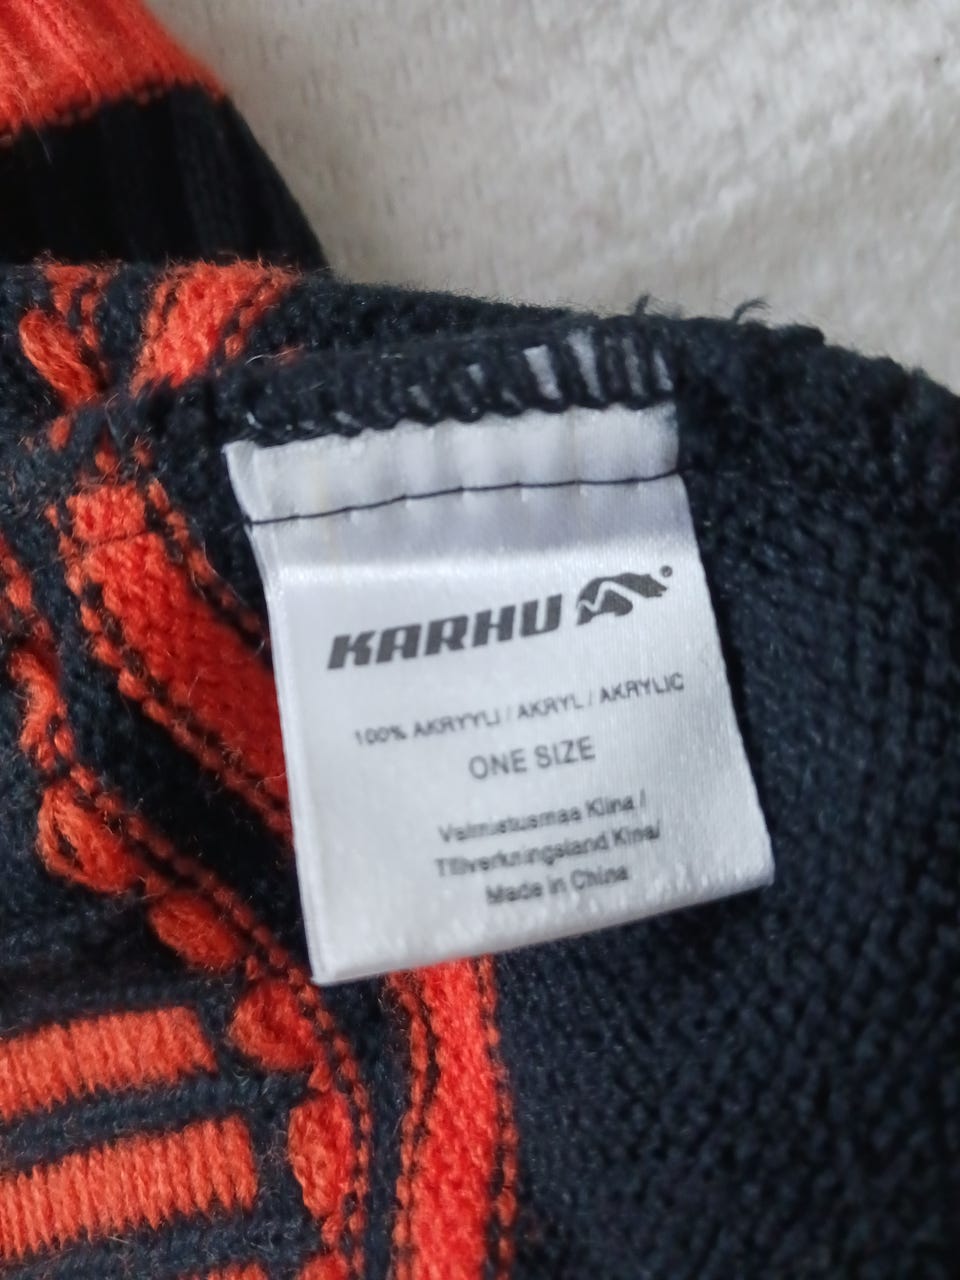 KARHU
100% AKRYYLI / AKRYL / AKRYLIC
ONE SIZE
Valmistusmaa Kiina /
Tillverkningsland Kina/
Made in China